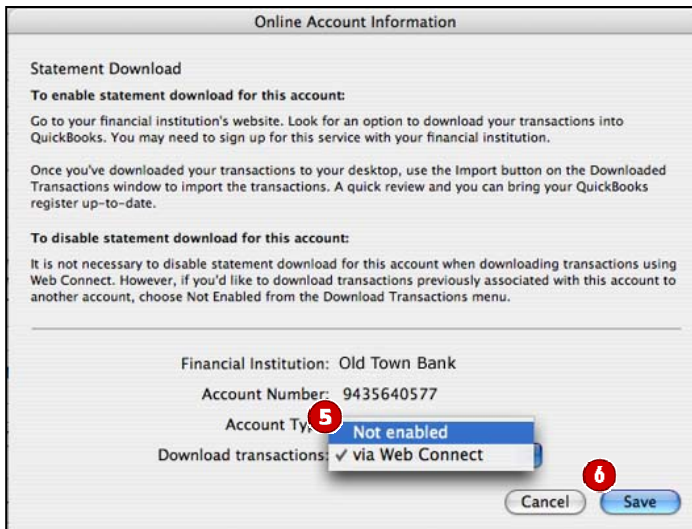 Online Account Information
Statement Download
To enable statement download for this account:
Go to your financial institution's website. Look for an option to download your transactions into
QuickBooks. You may need to sign up for this service with your financial institution.
Once you've downloaded your transactions to your desktop, use the Import button on the Downloaded
Transactions window to import the transactions. A quick review and you can bring your QuickBooks
register up-to-date.
To disable statement download for this account:
It is not necessary to disable statement download for this account when downloading transactions using
Web Connect. However, if you'd like to download transactions previously associated with this account to
another account, choose Not Enabled from the Download Transactions menu.
Financial Institution: Old Town Bank
Account Number: 9435640577
Account Typ 5 Not enabled
Download transactions: ✓ via Web Connect
6
Cancel Save